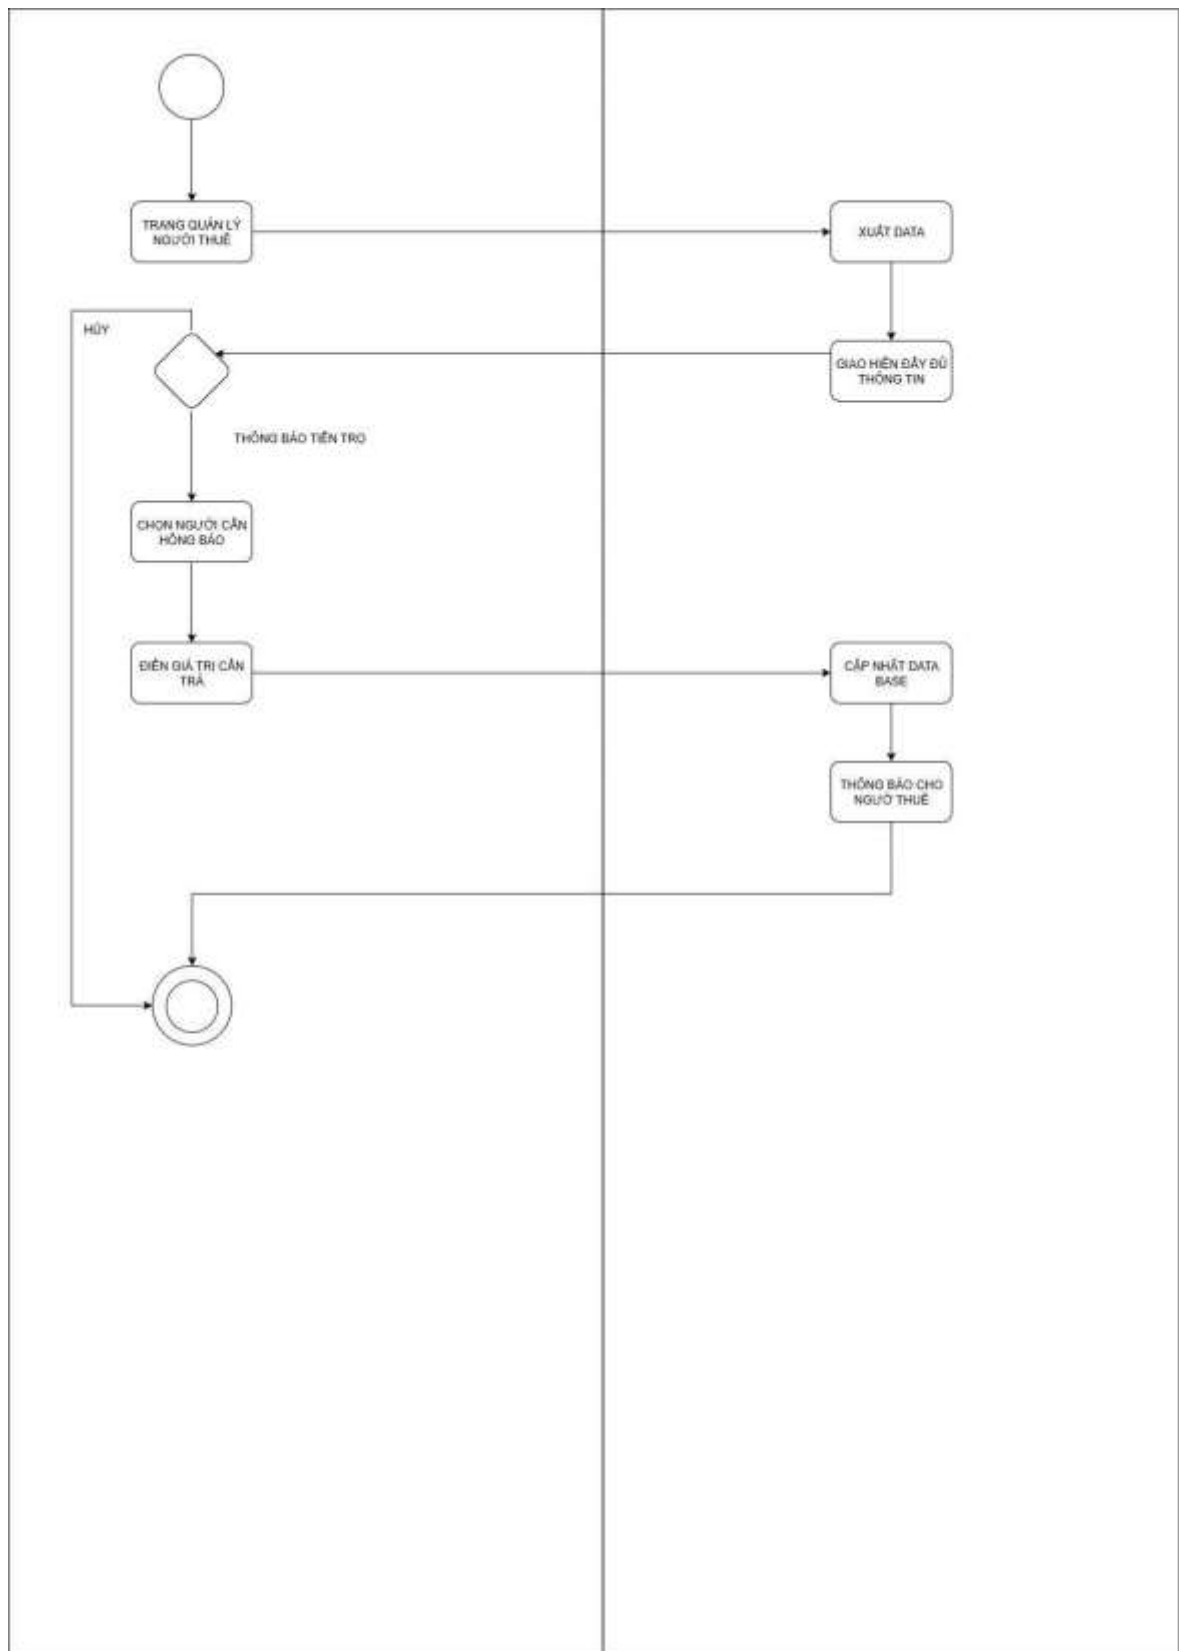 TRANG QUẢN LÝ
NGƯỜI THUÊ
XUẤT DATA
HỦY
GIAO HIỆN ĐẦY ĐỦ
THÔNG TIN
THÔNG BÁO TIỀN TRỌ
CHỌN NGƯỜI CẦN
HÔNG BÁO
ĐIỀN GIÁ TRỊ CẦN
TRẢ
CẬP NHẬT DATA
BASE
THÔNG BÁO CHO
NGƯỜ THUÊ